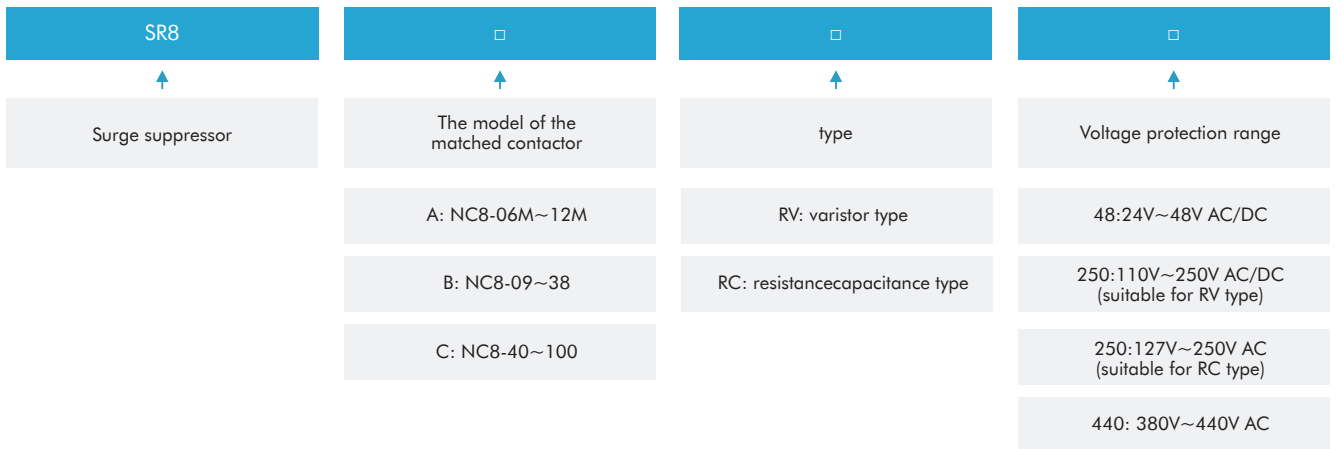 SR8
□
□
□
Surge suppressor
The model of the
matched contactor
type
Voltage protection range
A: NC8-06M~12M
RV: varistor type
48:24V~48V AC/DC
B: NC8-09~38
RC: resistancecapacitance type
250:110V~250V AC/DC
(suitable for RV type)
C: NC8-40~100
250:127V~250V AC
(suitable for RC type)
440: 380V~440V AC